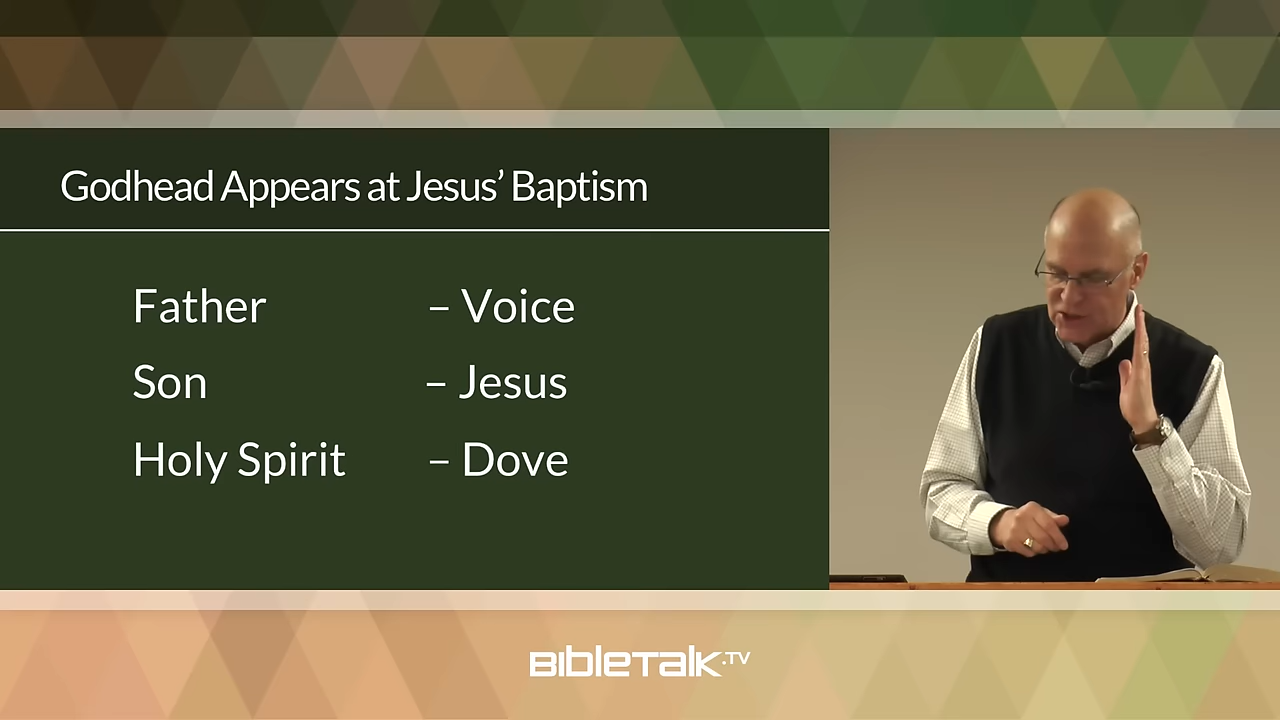 Godhead Appears at Jesus’ Baptism
Father – Voice
Son – Jesus
Holy Spirit – Dove
BIBLETALK.TV